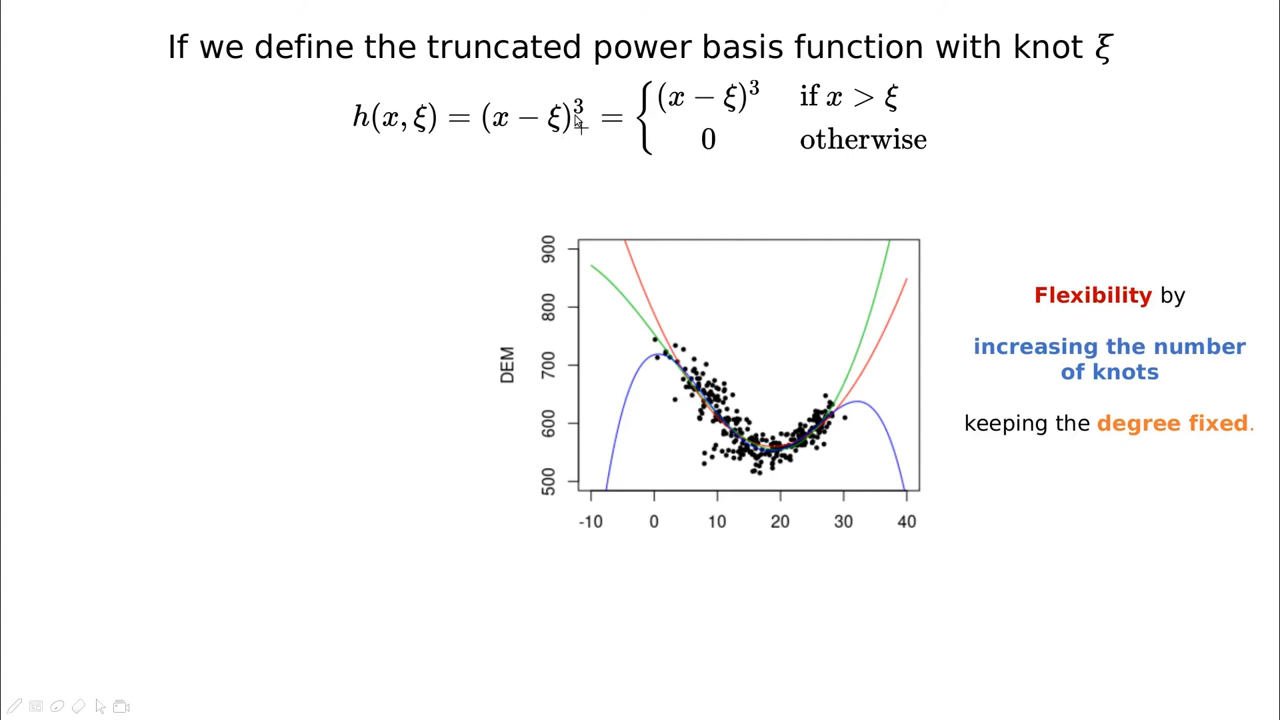 If we define the truncated power basis function with knot ξ
h(x, ξ) = (x − ξ)³₊ = { (x − ξ)³ if x > ξ
0 otherwise
900
800
700
600
500
DEM
-10 0 10 20 30 40
Flexibility by
increasing the number
of knots
keeping the degree fixed.